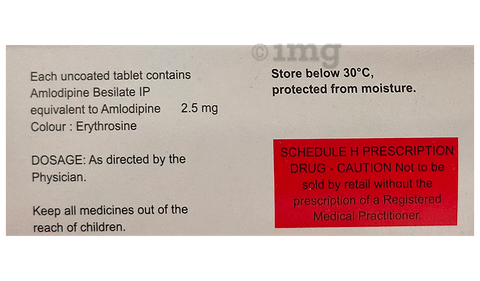 ©1mg
Each uncoated tablet contains
Amlodipine Besilate IP
equivalent to Amlodipine 2.5 mg
Colour : Erythrosine
DOSAGE: As directed by the
Physician.
Keep all medicines out of the
reach of children.
Store below 30°C,
protected from moisture.
SCHEDULE H PRESCRIPTION
DRUG - CAUTION Not to be
sold by retail without the
prescription of a Registered
Medical Practitioner.